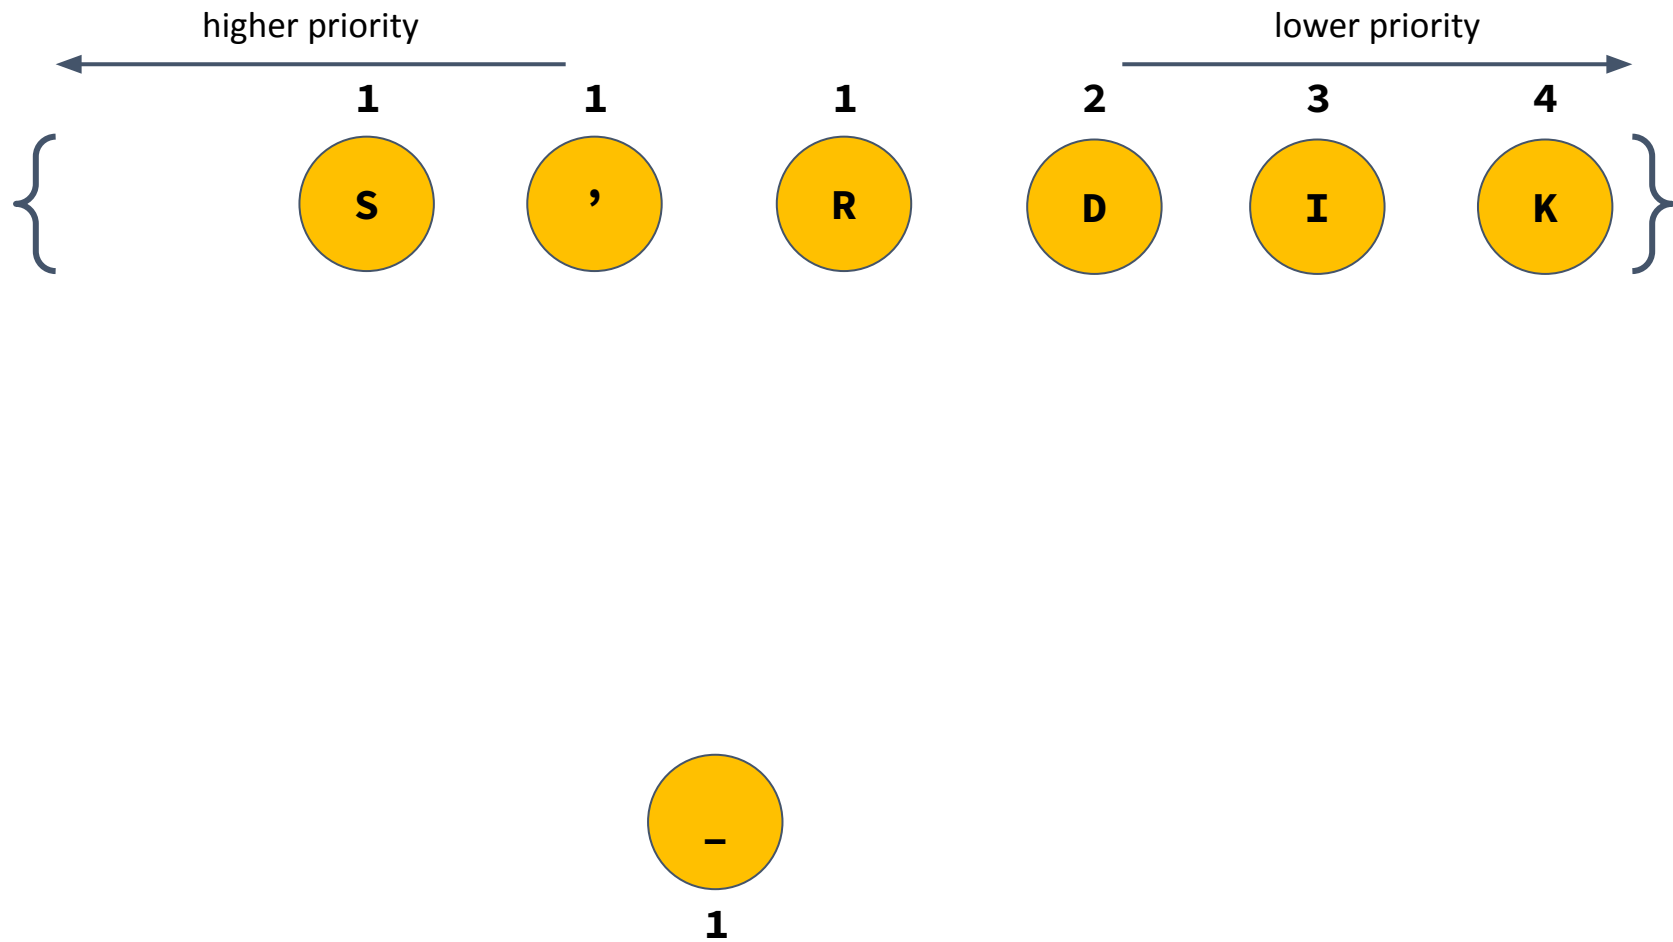 higher priority lower priority
1 1 1 2 3 4
{ S ’ R D I K }
_
1